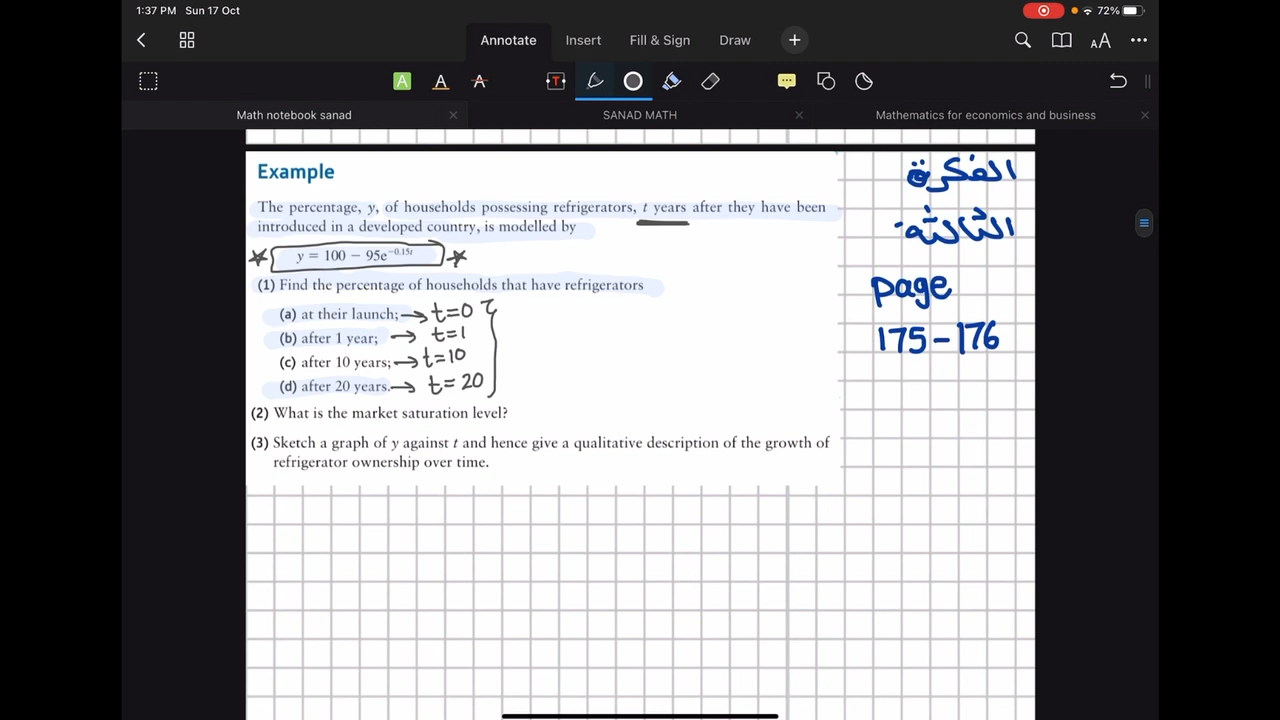 1:37 PM Sun 17 Oct
72%
Annotate
Insert
Fill & Sign
Draw
Math notebook sanad
SANAD MATH
Mathematics for economics and business
Example
The percentage, y, of households possessing refrigerators, t years after they have been
introduced in a developed country, is modelled by
y = 100 − 95e^−0.15t
(1) Find the percentage of households that have refrigerators
(a) at their launch; → t=0
(b) after 1 year; → t=1
(c) after 10 years; → t=10
(d) after 20 years. → t=20
(2) What is the market saturation level?
(3) Sketch a graph of y against t and hence give a qualitative description of the growth of
refrigerator ownership over time.
الفكرة
الثالثة
page
175-176